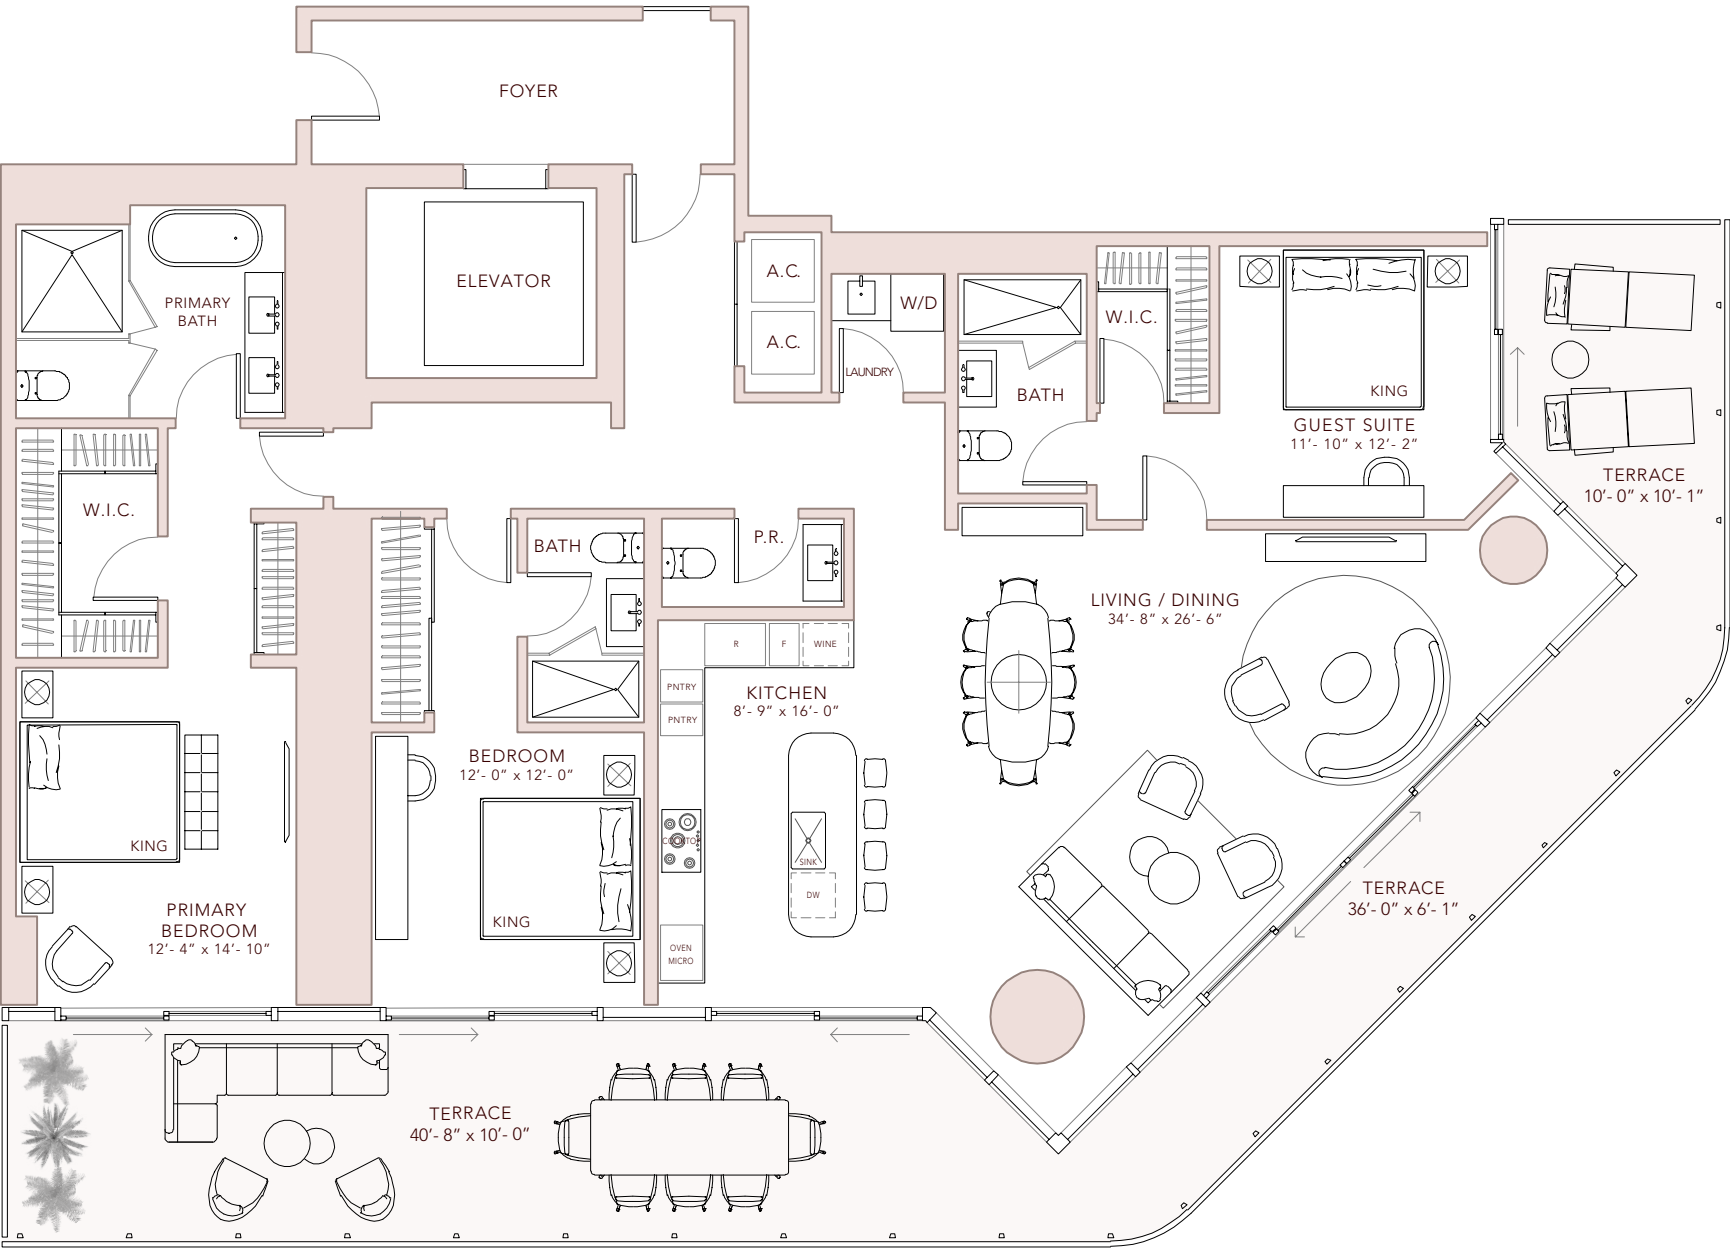 FOYER
ELEVATOR
A.C.
A.C.
W/D
LAUNDRY
PRIMARY
BATH
W.I.C.
BATH
W.I.C.
KING
GUEST SUITE
11'- 10" x 12'- 2"
TERRACE
10'- 0" x 10'- 1"
BATH
P.R.
LIVING / DINING
34'- 8" x 26'- 6"
R
F
WINE
PNTRY
PNTRY
KITCHEN
8'- 9" x 16'- 0"
BEDROOM
12'- 0" x 12'- 0"
KING
COOKTOP
SINK
DW
OVEN
MICRO
KING
PRIMARY
BEDROOM
12'- 4" x 14'- 10"
TERRACE
36'- 0" x 6'- 1"
TERRACE
40'- 8" x 10'- 0"